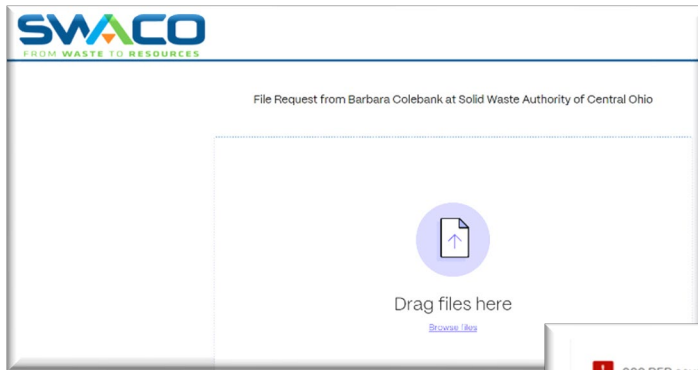 SWACO
FROM WASTE TO RESOURCES
File Request from Barbara Colebank at Solid Waste Authority of Central Ohio
Drag files here
Browse files